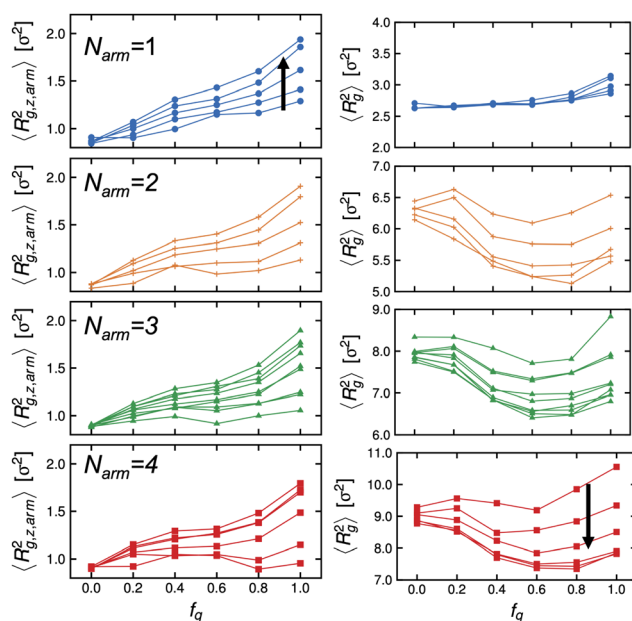 N_arm=1
⟨R²_g,z,arm⟩ [σ²]
2.0
1.5
1.0
⟨R²_g⟩ [σ²]
4.0
3.5
3.0
2.5
2.0
N_arm=2
⟨R²_g,z,arm⟩ [σ²]
2.0
1.5
1.0
⟨R²_g⟩ [σ²]
7.0
6.5
6.0
5.5
5.0
N_arm=3
⟨R²_g,z,arm⟩ [σ²]
2.0
1.5
1.0
⟨R²_g⟩ [σ²]
9.0
8.0
7.0
6.0
N_arm=4
⟨R²_g,z,arm⟩ [σ²]
2.0
1.5
1.0
0.0 0.2 0.4 0.6 0.8 1.0
f_q
⟨R²_g⟩ [σ²]
10.0
9.0
8.0
7.0
0.0 0.2 0.4 0.6 0.8 1.0
f_q